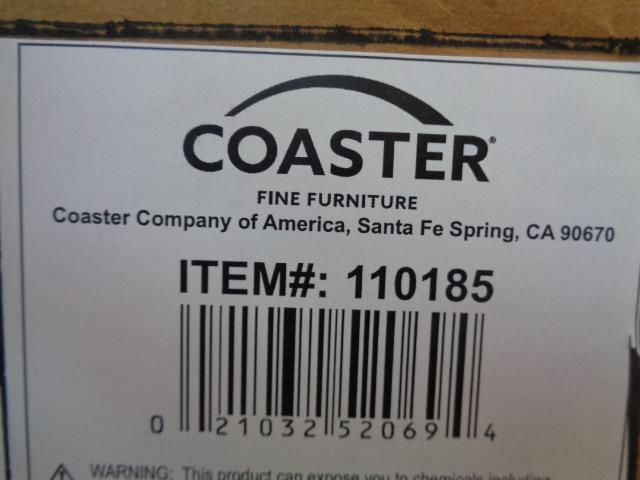 COASTER®
FINE FURNITURE
Coaster Company of America, Santa Fe Spring, CA 90670
ITEM#: 110185
0 21032 52069 4
WARNING: This product can expose you to chemicals including